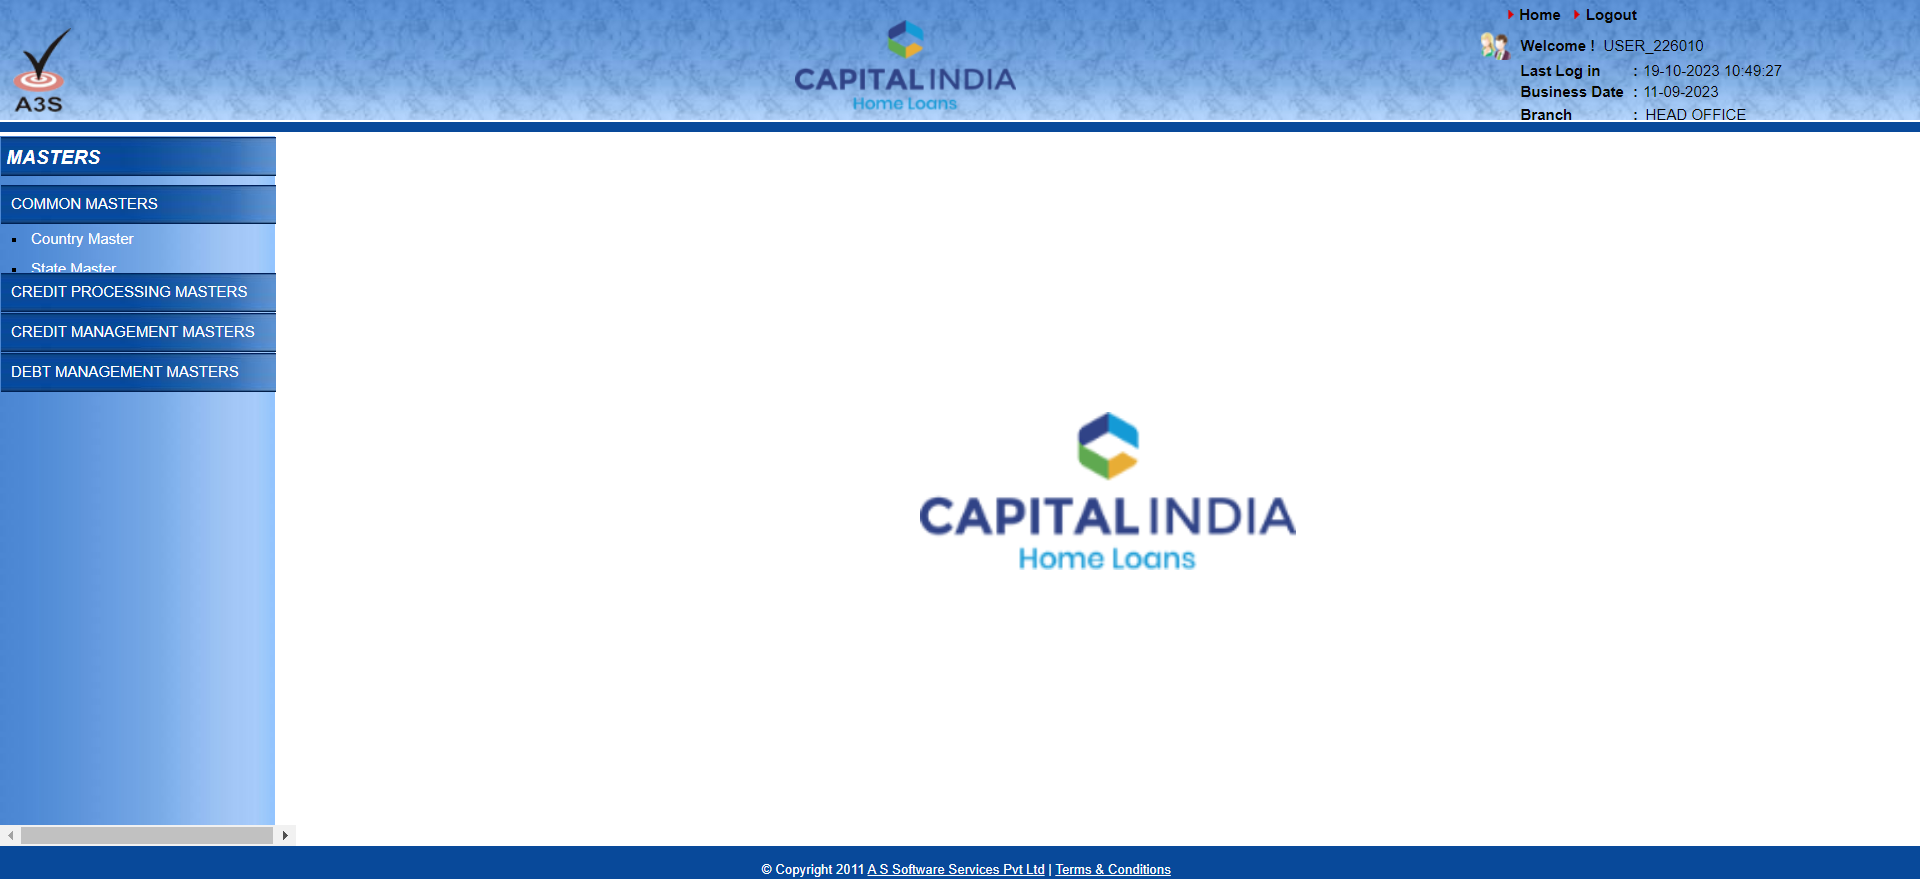 Home Logout
Welcome ! USER_226010
Last Log in : 19-10-2023 10:49:27
Business Date : 11-09-2023
Branch : HEAD OFFICE
A3S
CAPITAL INDIA
Home Loans
MASTERS
COMMON MASTERS
Country Master
State Master
CREDIT PROCESSING MASTERS
CREDIT MANAGEMENT MASTERS
DEBT MANAGEMENT MASTERS
CAPITAL INDIA
Home Loans
© Copyright 2011 A S Software Services Pvt Ltd | Terms & Conditions